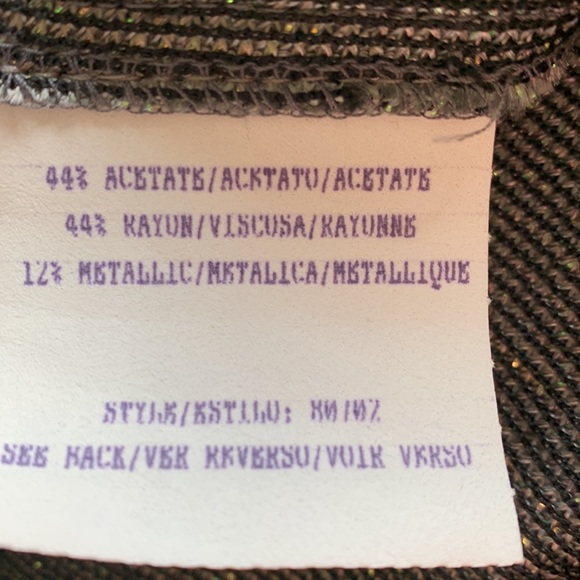 44% ACETATE/ACETATO/ACETATE
44% RAYON/VISCOSA/RAYONNE
12% METALLIC/METALICA/METALLIQUE
STYLE/ESTILO:
SEE BACK/VER REVERSO/VOIR VERSO